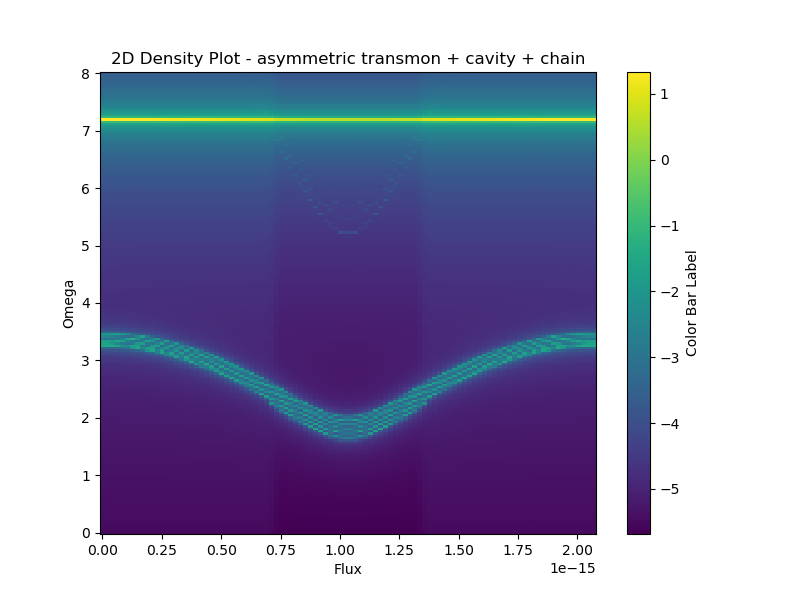 2D Density Plot - asymmetric transmon + cavity + chain
8
7
6
5
4
3
2
1
0
Omega
0.00 0.25 0.50 0.75 1.00 1.25 1.50 1.75 2.00
1e−15
Flux
1
0
−1
−2
−3
−4
−5
Color Bar Label